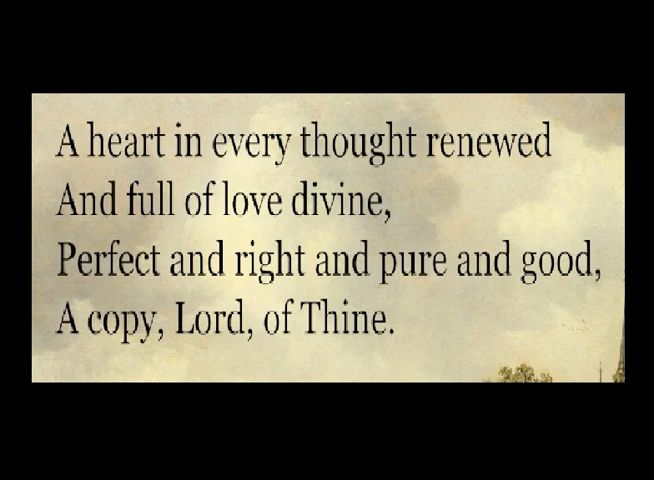 A heart in every thought renewed
And full of love divine,
Perfect and right and pure and good,
A copy, Lord, of Thine.